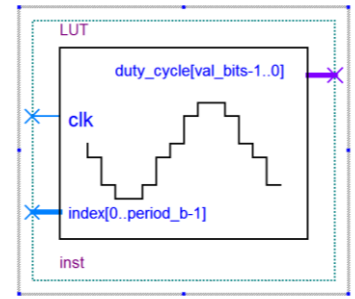 LUT
duty_cycle[val_bits-1..0]
clk
index[0..period_b-1]
inst